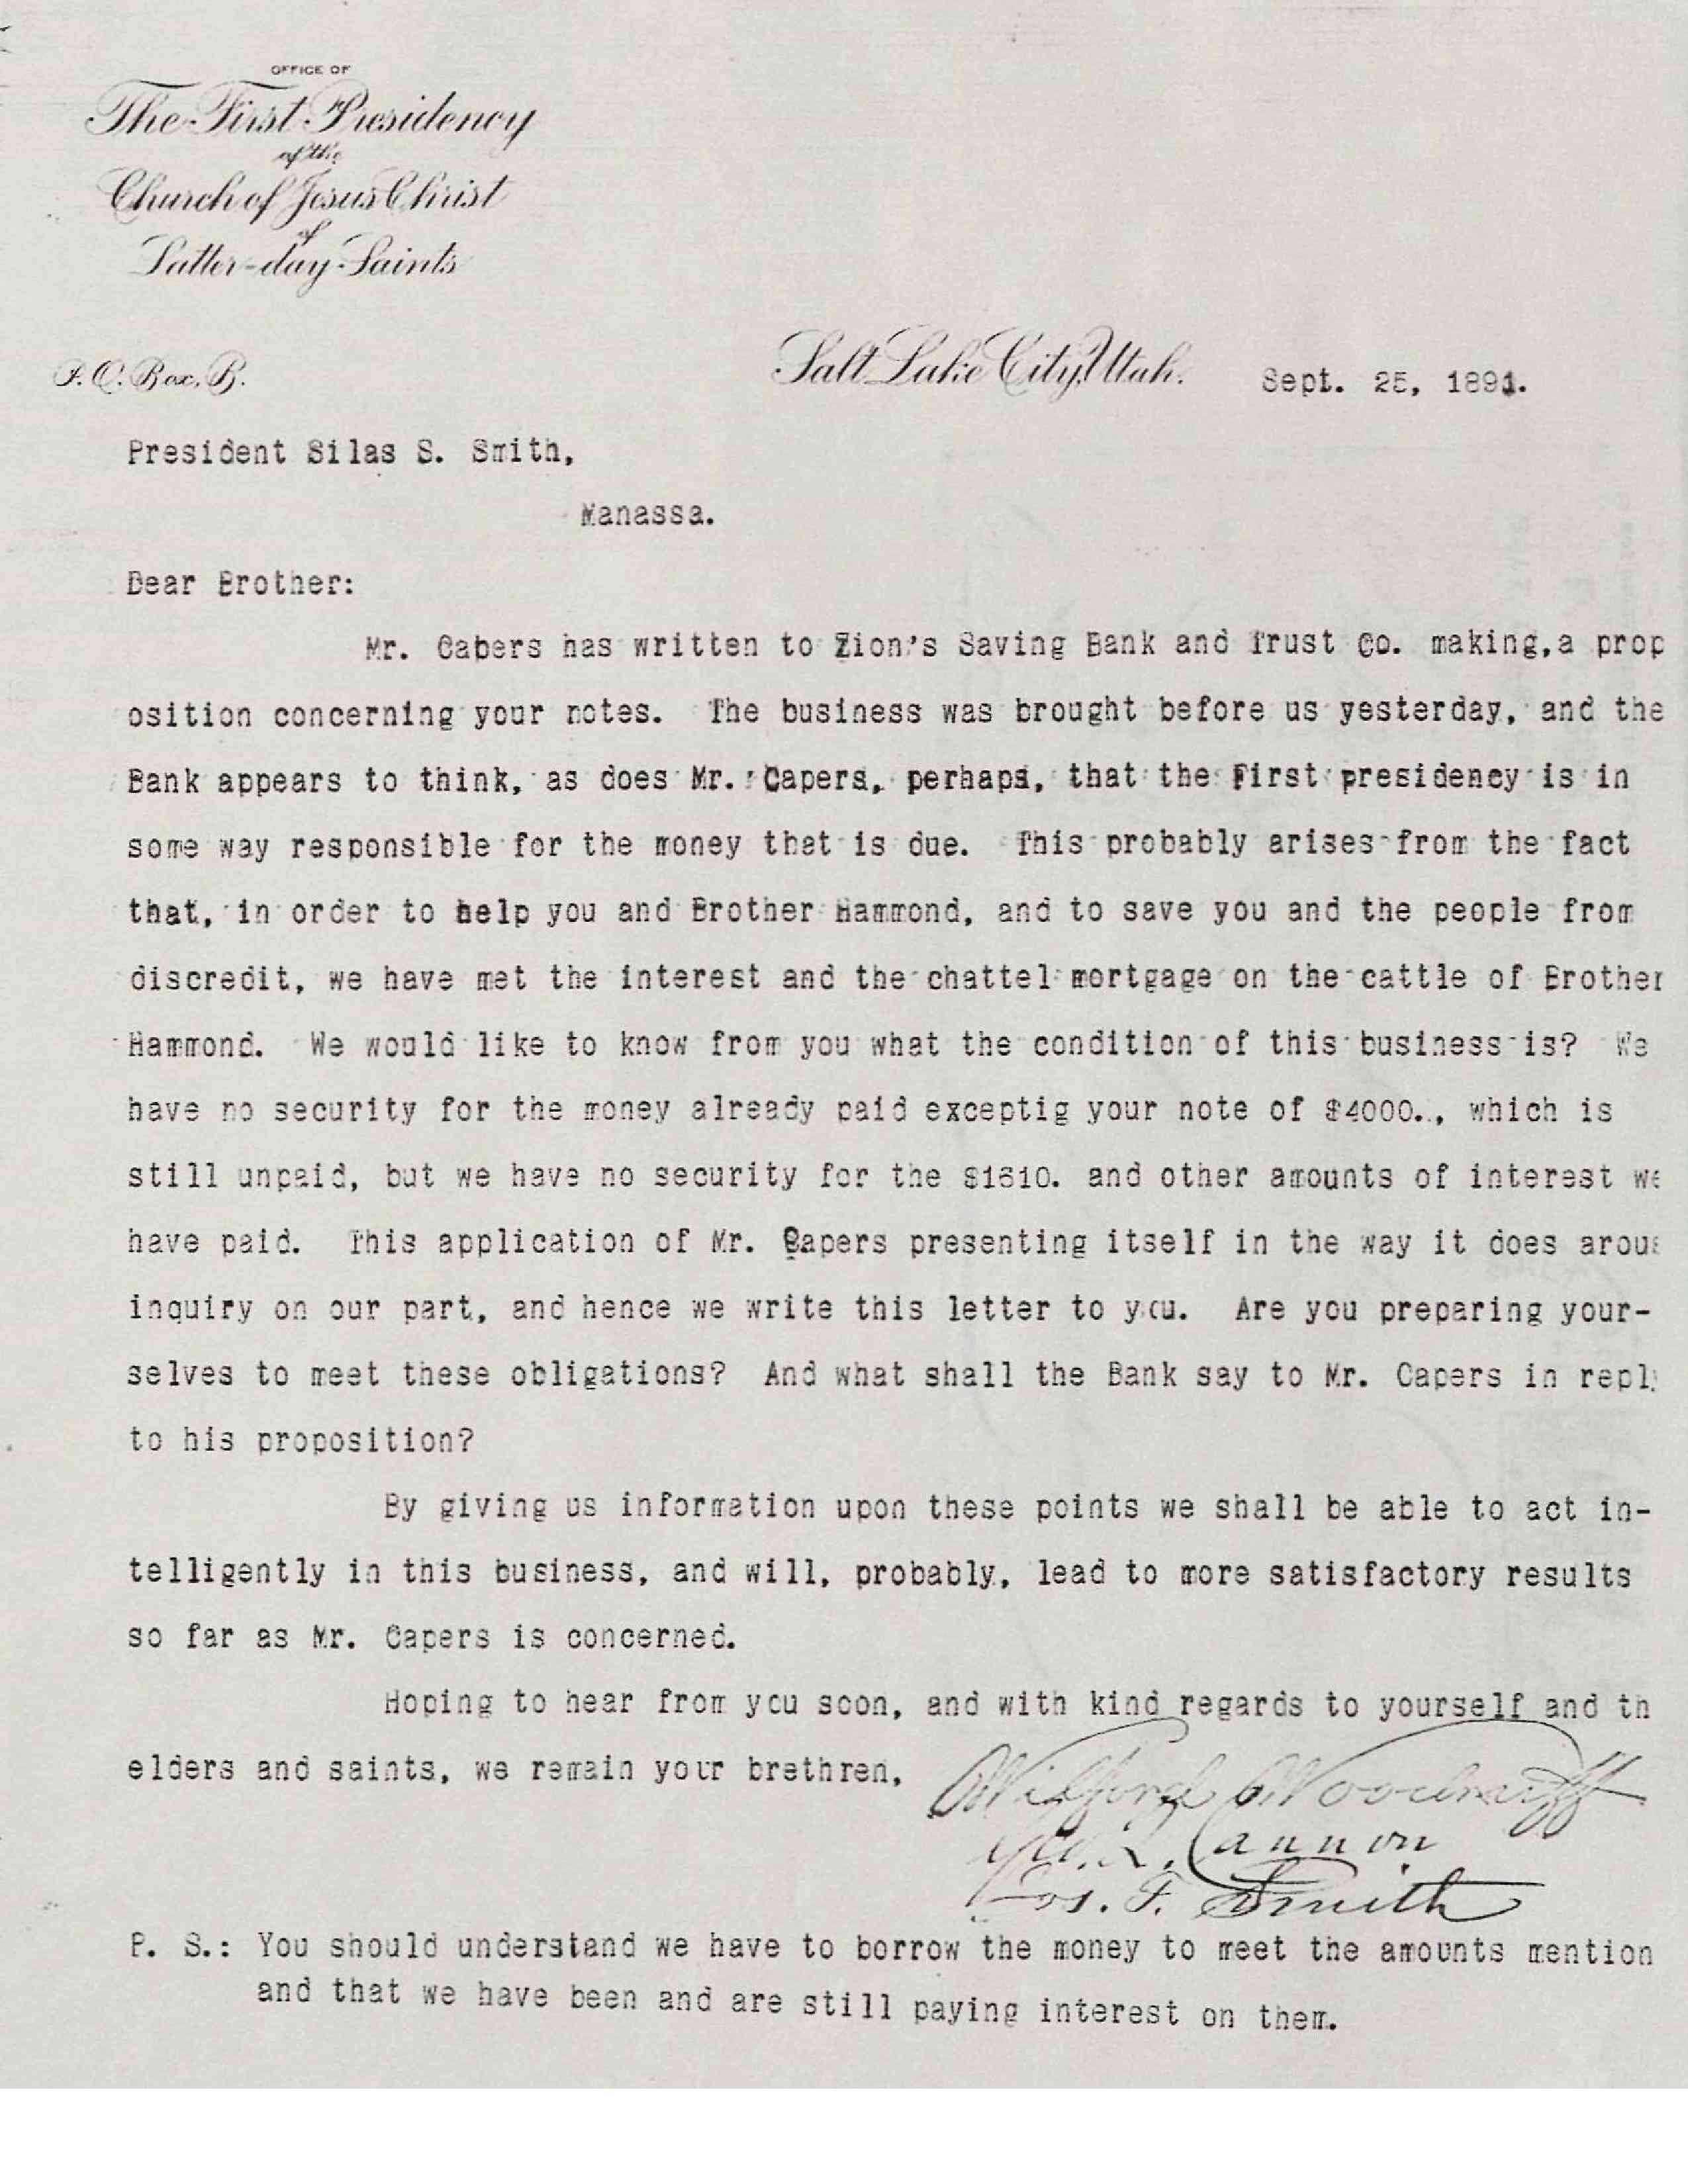 OFFICE OF
The First Presidency
of the
Church of Jesus Christ
of
Latter-day Saints
P. O. Box, B.
Salt Lake City, Utah. Sept. 25, 1891.
President Silas S. Smith,
Manassa.
Dear Brother:
Mr. Capers has written to Zion's Saving Bank and Trust Co. making,a prop
osition concerning your notes. The business was brought before us yesterday, and the
Bank appears to think, as does Mr. Capers, perhaps, that the First presidency is in
some way responsible for the money that is due. This probably arises from the fact
that, in order to help you and Brother Hammond, and to save you and the people from
discredit, we have met the interest and the chattel mortgage on the cattle of Brother
Hammond. We would like to know from you what the condition of this business is? We
have no security for the money already paid exceptig your note of $4000., which is
still unpaid, but we have no security for the $1610. and other amounts of interest we
have paid. This application of Mr. Capers presenting itself in the way it does arous
inquiry on our part, and hence we write this letter to you. Are you preparing your-
selves to meet these obligations? And what shall the Bank say to Mr. Capers in reply
to his proposition?
By giving us information upon these points we shall be able to act in-
telligently in this business, and will, probably, lead to more satisfactory results
so far as Mr. Capers is concerned.
Hoping to hear from you soon, and with kind regards to yourself and th
elders and saints, we remain your brethren,
Wilford Woodruff
Geo. Q. Cannon
Jos. F. Smith
P. S.: You should understand we have to borrow the money to meet the amounts mention
and that we have been and are still paying interest on them.